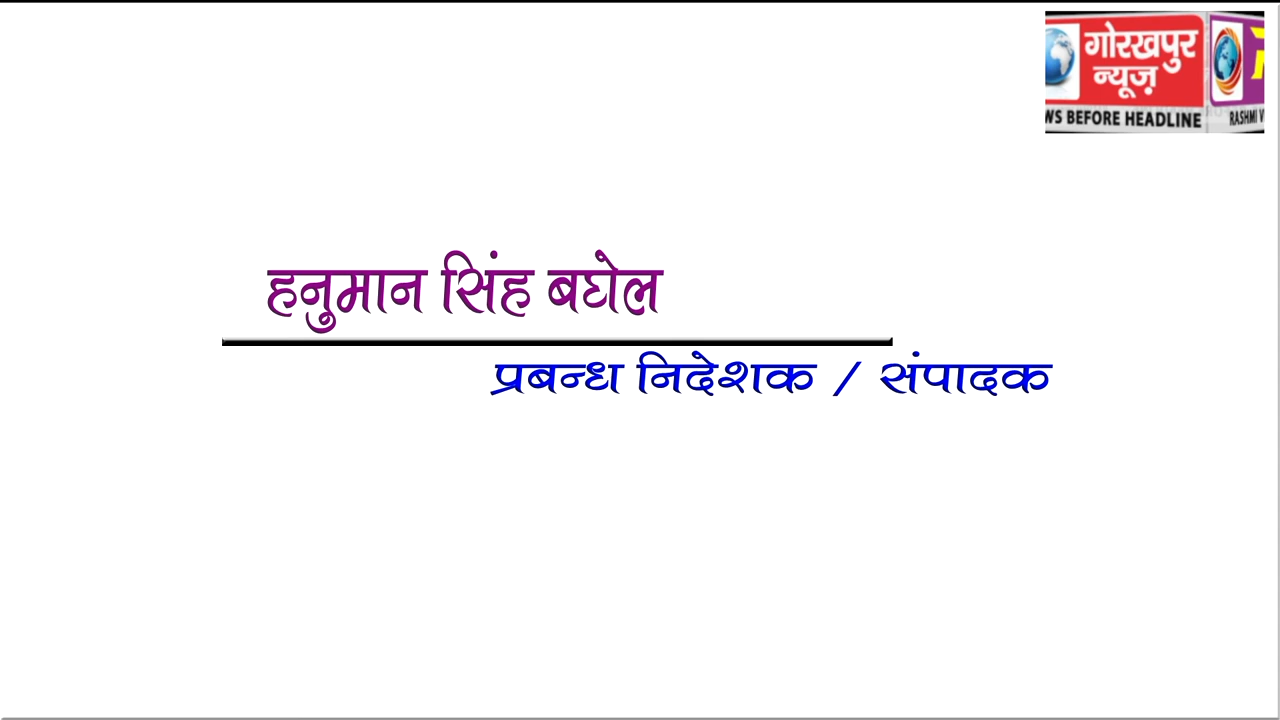 गोरखपुर
न्यूज़
WS BEFORE HEADLINE
RASHMI V
हनुमान सिंह बघेल
प्रबन्ध निदेशक / संपादक